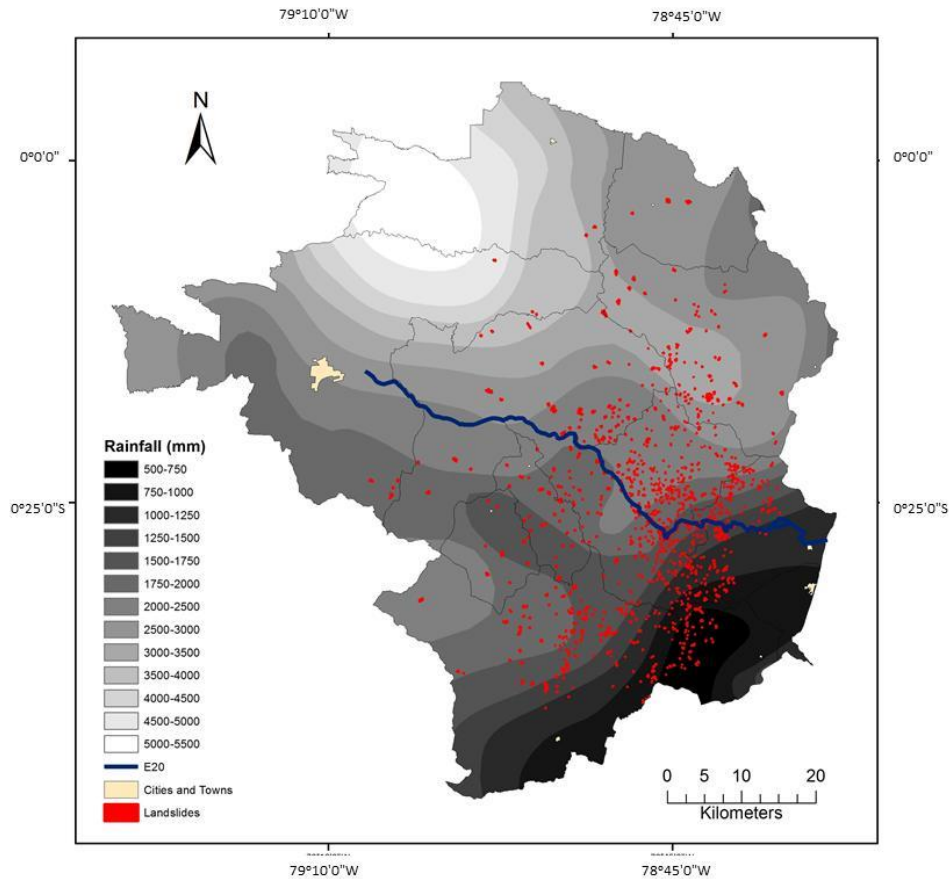 79°10'0"W
78°45'0"W
N
0°0'0"
0°0'0"
0°25'0"S
0°25'0"S
Rainfall (mm)
500-750
750-1000
1000-1250
1250-1500
1500-1750
1750-2000
2000-2500
2500-3000
3000-3500
3500-4000
4000-4500
4500-5000
5000-5500
E20
Cities and Towns
Landslides
0 5 10 20
Kilometers
79°10'0"W
78°45'0"W